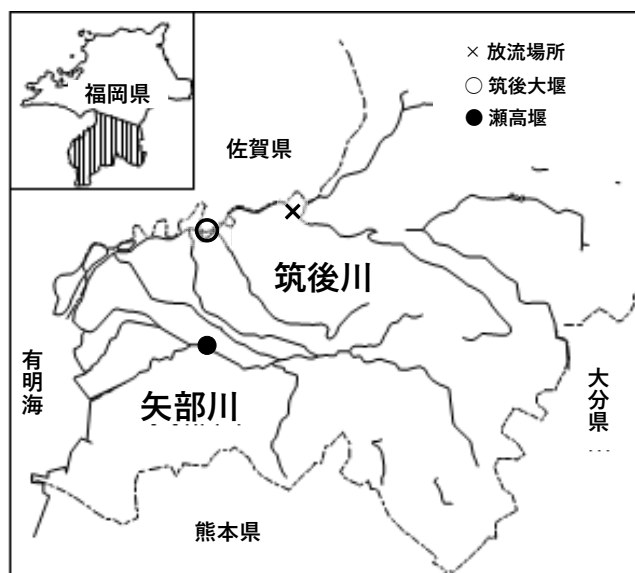 福岡県
× 放流場所
○ 筑後大堰
● 瀬高堰
佐賀県
筑後川
有明海
矢部川
大分県
熊本県